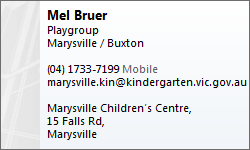 Mel Bruer
Playgroup
Marysville / Buxton
(04) 1733-7199 Mobile
marysville.kin@kindergarten.vic.gov.au
Marysville Children´s Centre,
15 Falls Rd,
Marysville